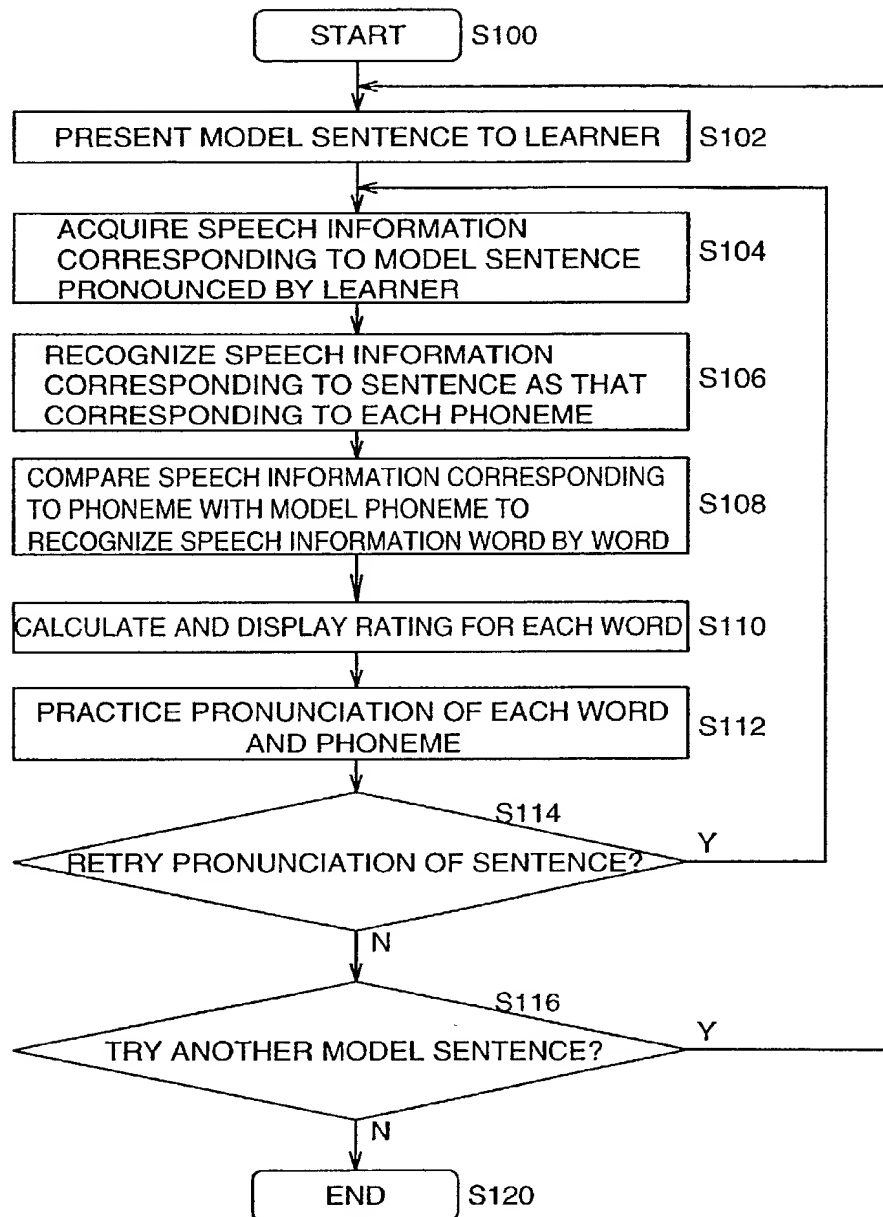 START S100
PRESENT MODEL SENTENCE TO LEARNER S102
ACQUIRE SPEECH INFORMATION
CORRESPONDING TO MODEL SENTENCE S104
PRONOUNCED BY LEARNER
RECOGNIZE SPEECH INFORMATION
CORRESPONDING TO SENTENCE AS THAT S106
CORRESPONDING TO EACH PHONEME
COMPARE SPEECH INFORMATION CORRESPONDING
TO PHONEME WITH MODEL PHONEME TO S108
RECOGNIZE SPEECH INFORMATION WORD BY WORD
CALCULATE AND DISPLAY RATING FOR EACH WORD S110
PRACTICE PRONUNCIATION OF EACH WORD S112
AND PHONEME
S114
RETRY PRONUNCIATION OF SENTENCE? Y
N
S116
TRY ANOTHER MODEL SENTENCE? Y
N
END S120